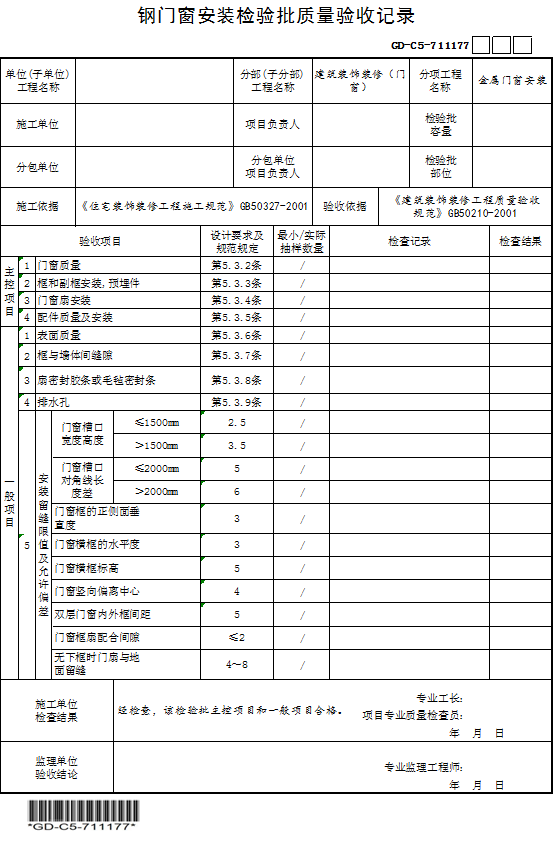 钢门窗安装检验批质量验收记录
GD-C5-711177
单位(子单位)
工程名称
分部(子分部)
工程名称
建筑装饰装修（门
窗）
分项工程
名称
金属门窗安装
施工单位
项目负责人
检验批
容量
分包单位
分包单位
项目负责人
检验批
部位
施工依据
《住宅装饰装修工程施工规范》GB50327-2001
验收依据
《建筑装饰装修工程质量验收
规范》GB50210-2001
验收项目
设计要求及
规范规定
最小/实际
抽样数量
检查记录
检查结果
主控项目
1 门窗质量 第5.3.2条 /
2 框和副框安装,预埋件 第5.3.3条 /
3 门窗扇安装 第5.3.4条 /
4 配件质量及安装 第5.3.5条 /
一般项目
1 表面质量 第5.3.6条 /
2 框与墙体间缝隙 第5.3.7条 /
3 扇密封胶条或毛毡密封条 第5.3.8条 /
4 排水孔 第5.3.9条 /
5
安装留缝限值及允许偏差
门窗槽口
宽度高度
≤1500mm 2.5 /
>1500mm 3.5 /
门窗槽口
对角线长
度差
≤2000mm 5 /
>2000mm 6 /
门窗框的正侧面垂
直度
3 /
门窗横框的水平度 3 /
门窗横框标高 5 /
门窗竖向偏离中心 4 /
双层门窗内外框间距 5 /
门窗框扇配合间隙 ≤2 /
无下框时门扇与地
面留缝
4～8 /
施工单位
检查结果
经检查，该检验批主控项目和一般项目合格。
专业工长：
项目专业质量检查员：
年 月 日
监理单位
验收结论
专业监理工程师：
年 月 日
*GD-C5-711177*